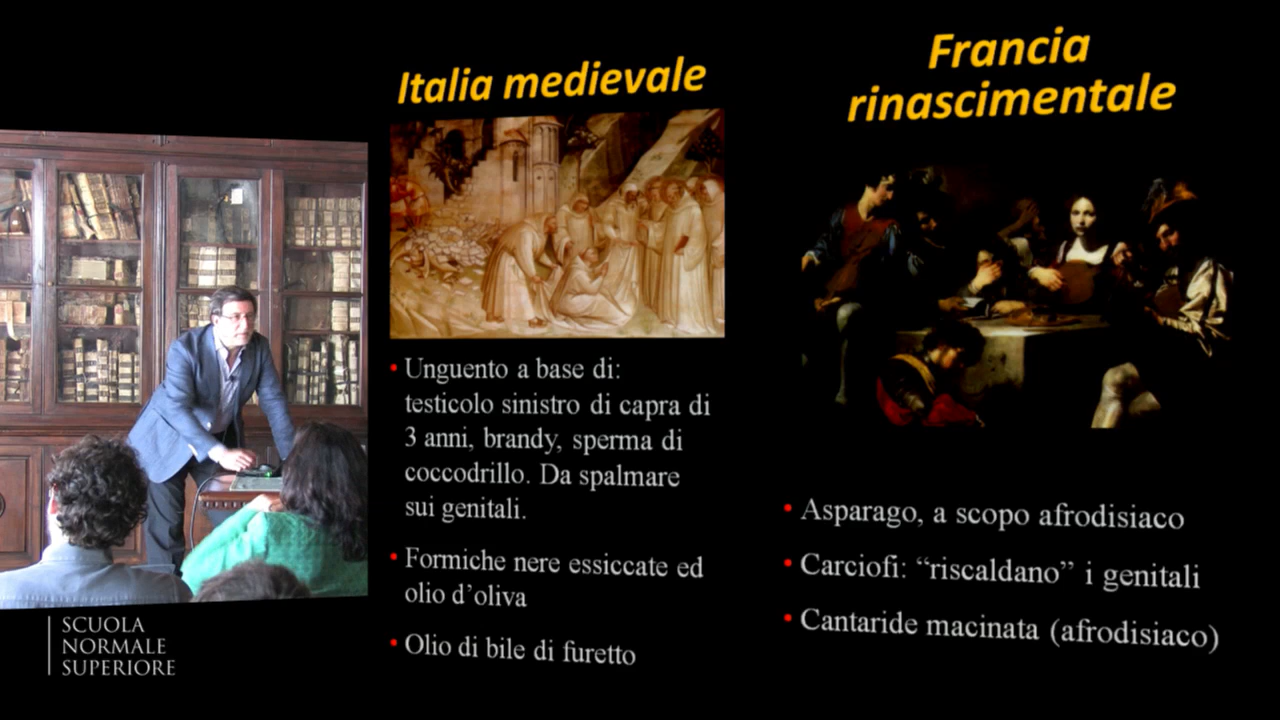 Italia medievale
Unguento a base di:
testicolo sinistro di capra di
3 anni, brandy, sperma di
coccodrillo. Da spalmare
sui genitali.
Formiche nere essiccate ed
olio d’oliva
Olio di bile di furetto
Francia
rinascimentale
Asparago, a scopo afrodisiaco
Carciofi: “riscaldano” i genitali
Cantaride macinata (afrodisiaco)
SCUOLA
NORMALE
SUPERIORE